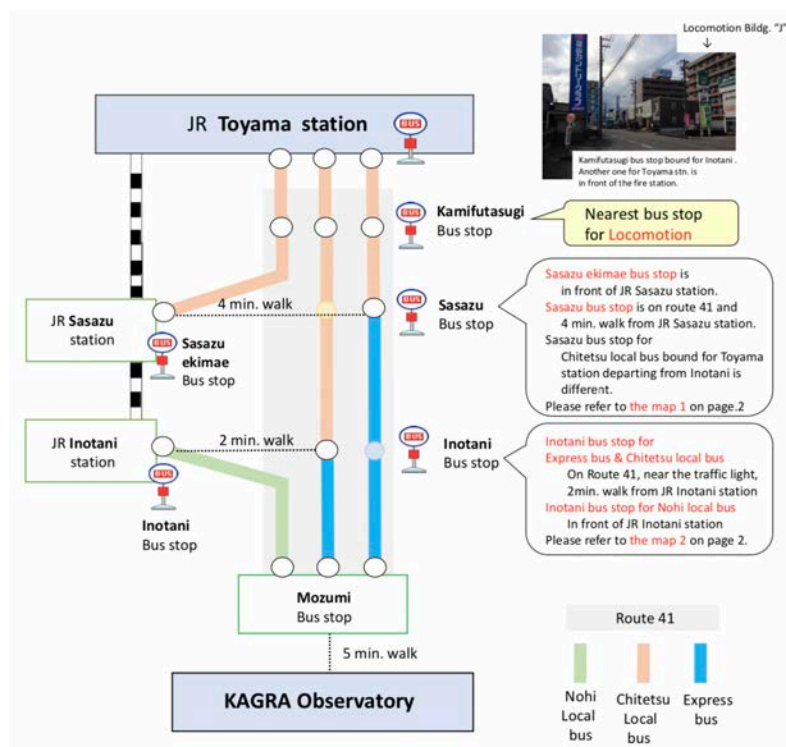 Locomotion Bildg. “J”
JR Toyama station
BUS
Kamifutasugi bus stop bound for Inotani .
Another one for Toyama stn. is
in front of the fire station.
BUS
Kamifutasugi
Bus stop
Nearest bus stop
for Locomotion
4 min. walk
JR Sasazu
station
BUS
Sasazu
ekimae
Bus stop
BUS
Sasazu
Bus stop
Sasazu ekimae bus stop is
in front of JR Sasazu station.
Sasazu bus stop is on route 41 and
4 min. walk from JR Sasazu station.
Sasazu bus stop for
Chitetsu local bus bound for Toyama
station departing from Inotani is
different.
Please refer to the map 1 on page.2
JR Inotani
station
2 min. walk
BUS
Inotani
Bus stop
BUS
Inotani
Bus stop
Inotani bus stop for
Express bus & Chitetsu local bus
On Route 41, near the traffic light,
2min. walk from JR Inotani station
Inotani bus stop for Nohi local bus
In front of JR Inotani station
Please refer to the map 2 on page 2.
Mozumi
Bus stop
5 min. walk
KAGRA Observatory
Route 41
Nohi
Local
bus
Chitetsu
Local
bus
Express
bus